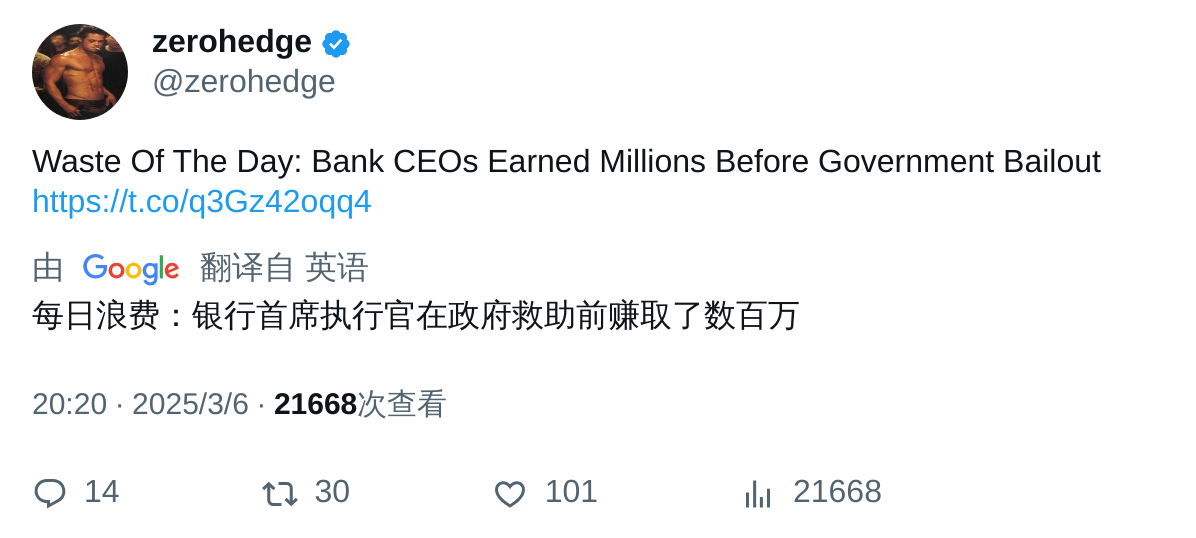 zerohedge
@zerohedge
Waste Of The Day: Bank CEOs Earned Millions Before Government Bailout
https://t.co/q3Gz42oqq4
由 Google 翻译自 英语
每日浪费：银行首席执行官在政府救助前赚取了数百万
20:20 · 2025/3/6 · 21668次查看
14 30 101 21668